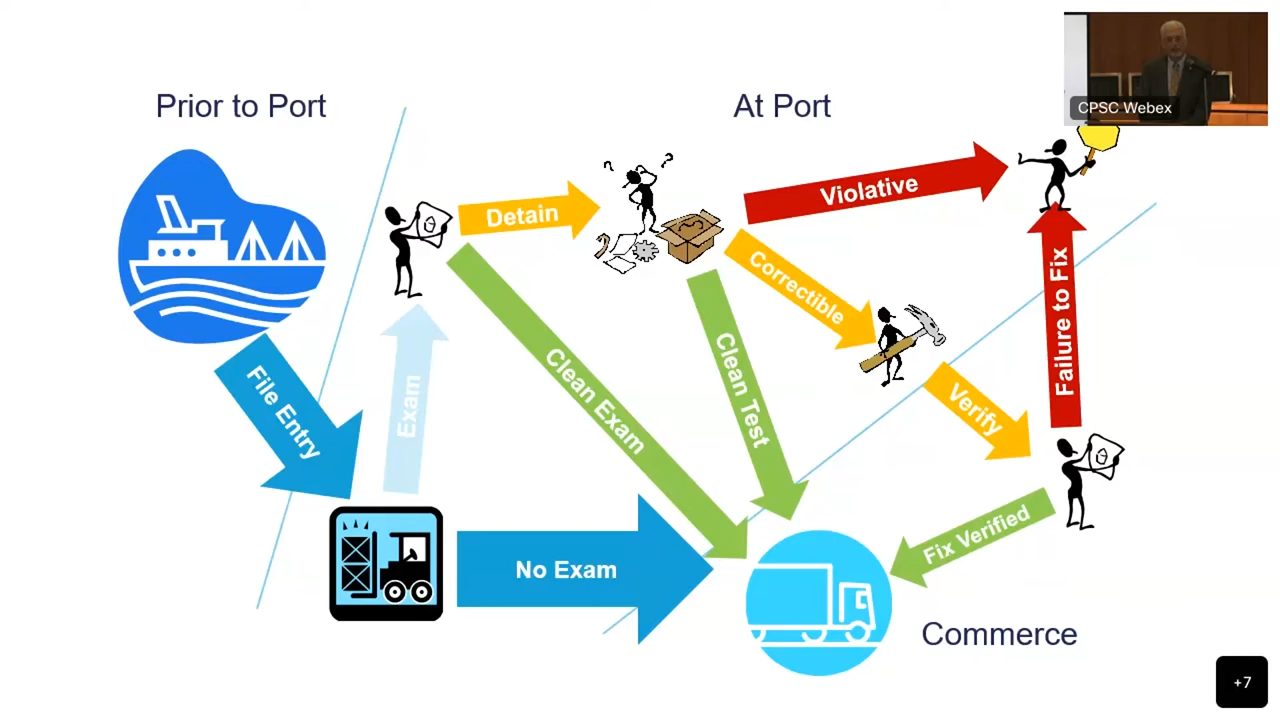 Prior to Port
At Port
CPSC Webex
Detain
Violative
Correctible
File Entry
Exam
Clean Exam
Clean Test
Verify
Failure to Fix
No Exam
Fix Verified
Commerce
+7